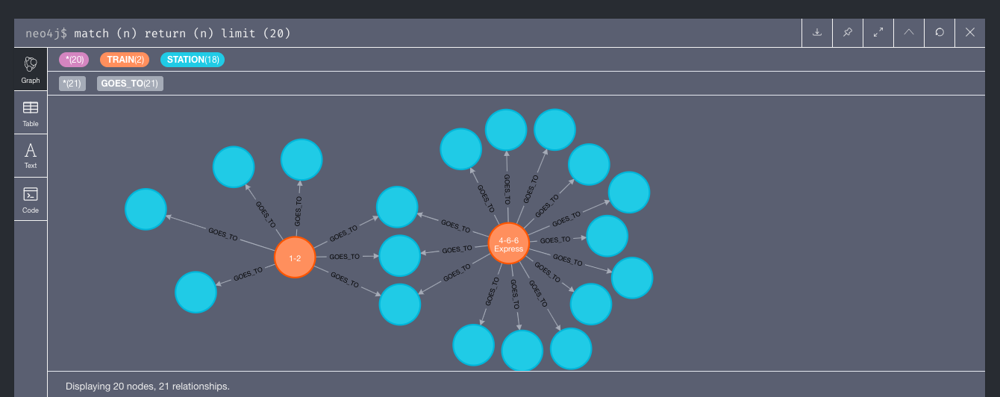 neo4j$ match (n) return (n) limit (20)
*(20) TRAIN(2) STATION(18)
*(21) GOES_TO(21)
Graph
Table
A
Text
Code
GOES_TO
GOES_TO
GOES_TO
GOES_TO
GOES_TO
GOES_TO
GOES_TO
1-2
GOES_TO
GOES_TO
GOES_TO
GOES_TO
GOES_TO
GOES_TO
GOES_TO
GOES_TO
GOES_TO
GOES_TO
GOES_TO
GOES_TO
GOES_TO
GOES_TO
4-6-6
Express
Displaying 20 nodes, 21 relationships.